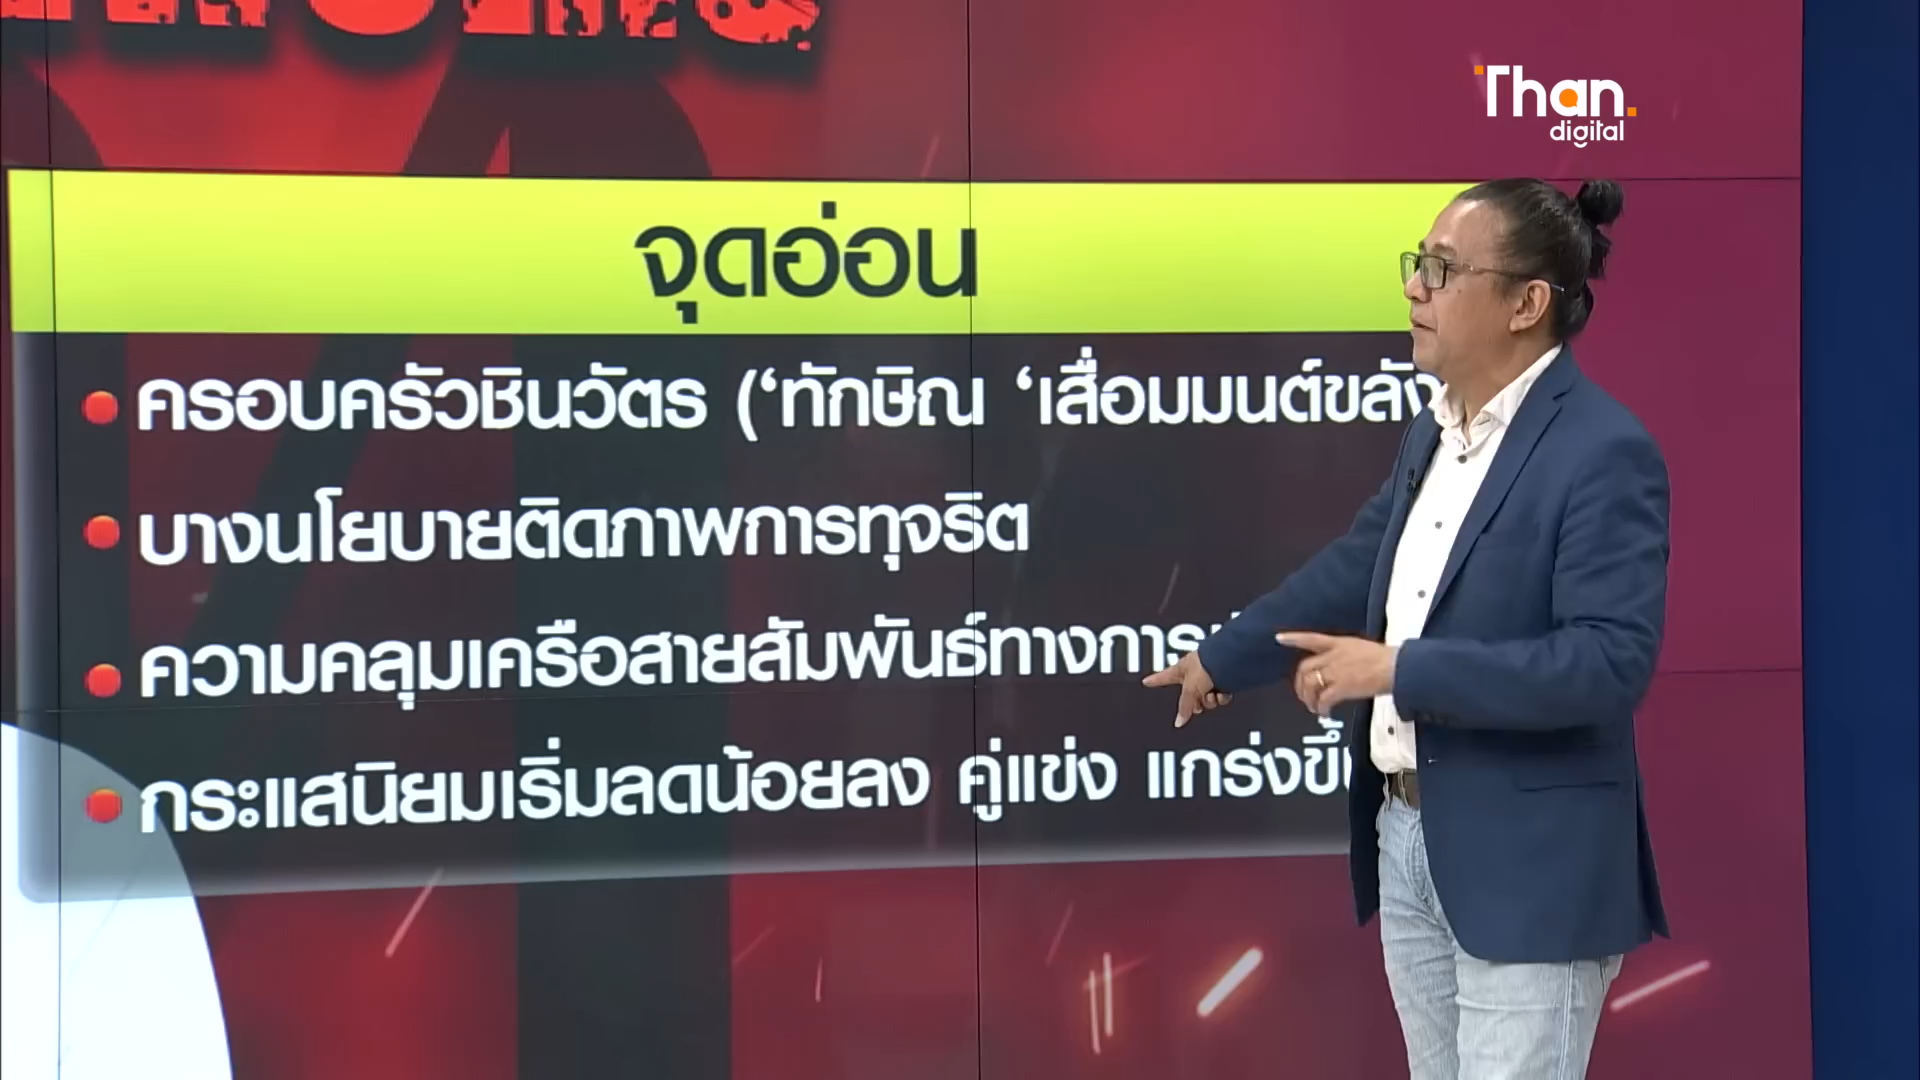 Than.
digital
จุดอ่อน
ครอบครัวชินวัตร (‘ทักษิณ ‘เสื่อมมนต์ขลัง
บางนโยบายติดภาพการทุจริต
ความคลุมเครือสายสัมพันธ์ทางการ
กระแสนิยมเริ่มลดน้อยลง คู่แข่ง แกร่งขึ้น